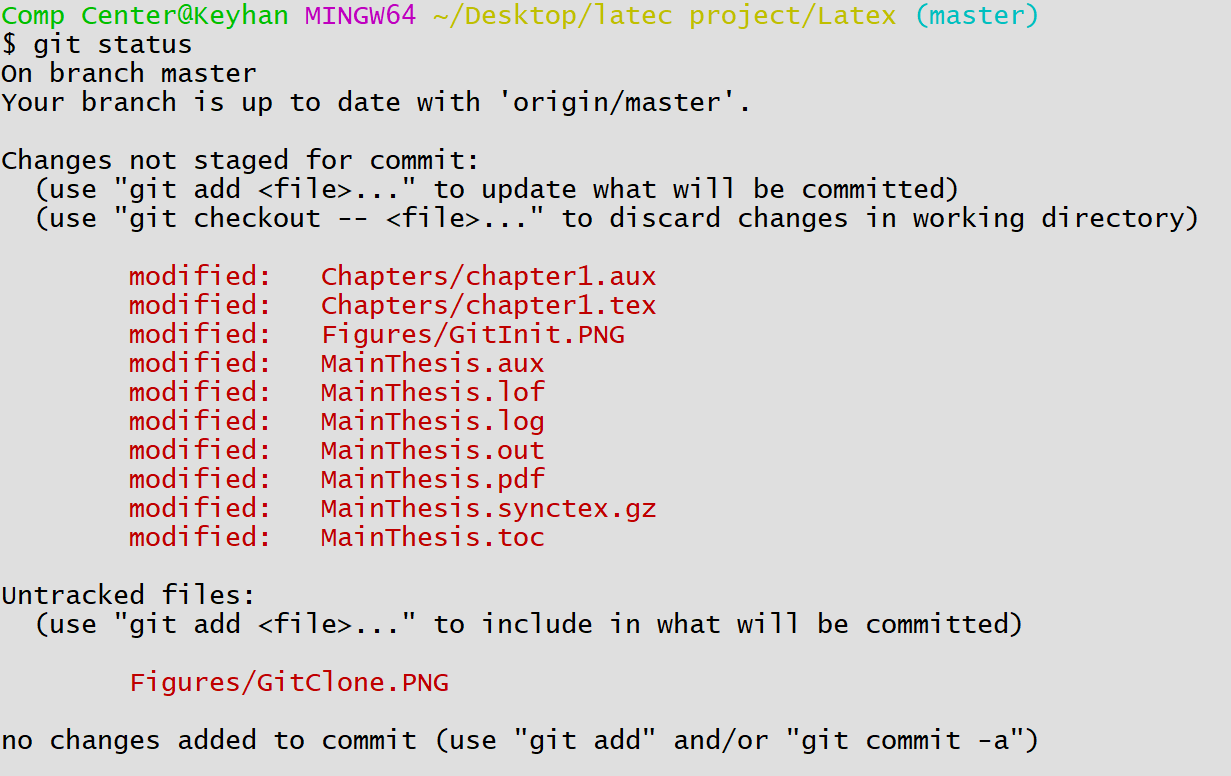 Comp Center@Keyhan MINGW64 ~/Desktop/latec project/Latex (master)
$ git status
On branch master
Your branch is up to date with 'origin/master'.
Changes not staged for commit:
(use "git add <file>..." to update what will be committed)
(use "git checkout -- <file>..." to discard changes in working directory)
modified: Chapters/chapter1.aux
modified: Chapters/chapter1.tex
modified: Figures/GitInit.PNG
modified: MainThesis.aux
modified: MainThesis.lof
modified: MainThesis.log
modified: MainThesis.out
modified: MainThesis.pdf
modified: MainThesis.synctex.gz
modified: MainThesis.toc
Untracked files:
(use "git add <file>..." to include in what will be committed)
Figures/GitClone.PNG
no changes added to commit (use "git add" and/or "git commit -a")